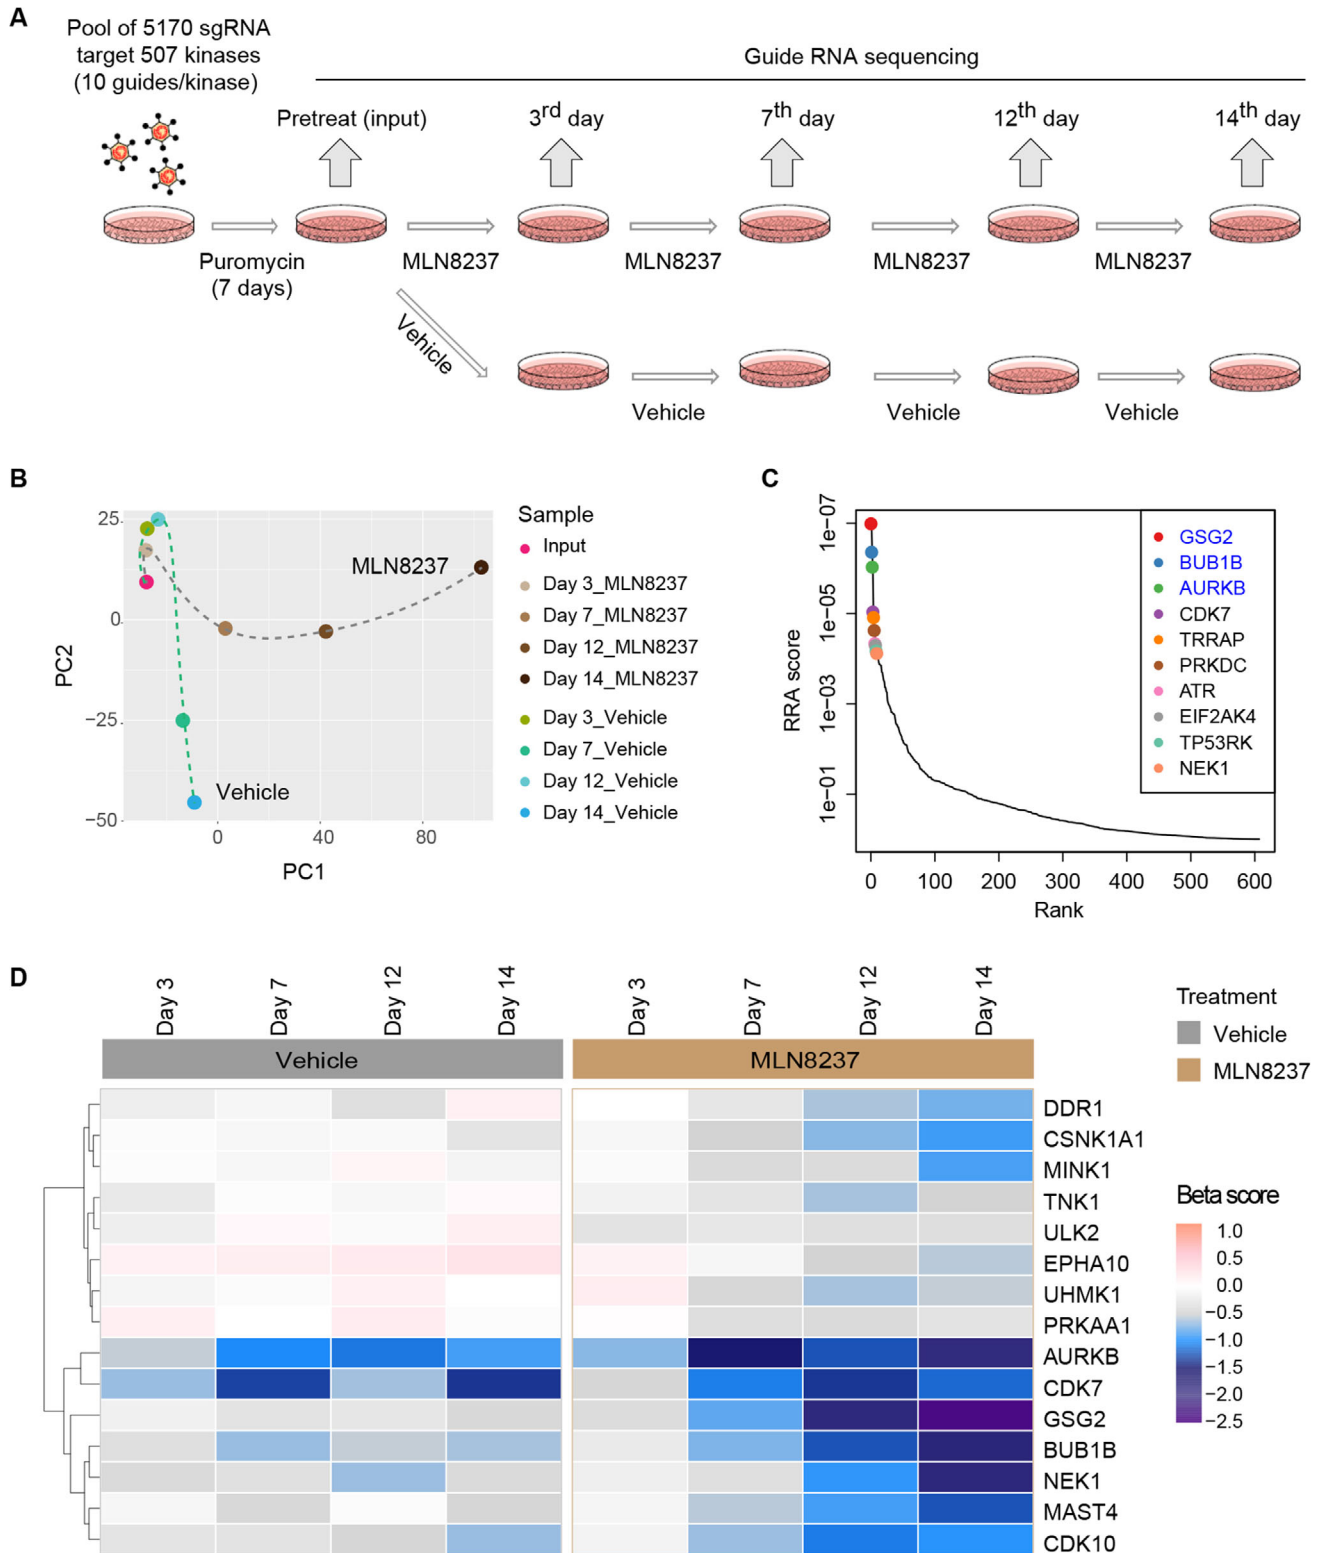 A
Pool of 5170 sgRNA
target 507 kinases
(10 guides/kinase)
Guide RNA sequencing
Pretreat (input)
3rd day
7th day
12th day
14th day
Puromycin
(7 days)
MLN8237
MLN8237
MLN8237
MLN8237
Vehicle
Vehicle
Vehicle
Vehicle
B
25
0
−25
−50
PC2
0
40
80
PC1
MLN8237
Vehicle
Sample
Input
Day 3_MLN8237
Day 7_MLN8237
Day 12_MLN8237
Day 14_MLN8237
Day 3_Vehicle
Day 7_Vehicle
Day 12_Vehicle
Day 14_Vehicle
C
RRA score
1e−07
1e−05
1e−03
1e−01
0
100
200
300
400
500
600
Rank
GSG2
BUB1B
AURKB
CDK7
TRRAP
PRKDC
ATR
EIF2AK4
TP53RK
NEK1
D
Day 3
Day 7
Day 12
Day 14
Day 3
Day 7
Day 12
Day 14
Vehicle
MLN8237
DDR1
CSNK1A1
MINK1
TNK1
ULK2
EPHA10
UHMK1
PRKAA1
AURKB
CDK7
GSG2
BUB1B
NEK1
MAST4
CDK10
Treatment
Vehicle
MLN8237
Beta score
1.0
0.5
0.0
−0.5
−1.0
−1.5
−2.0
−2.5